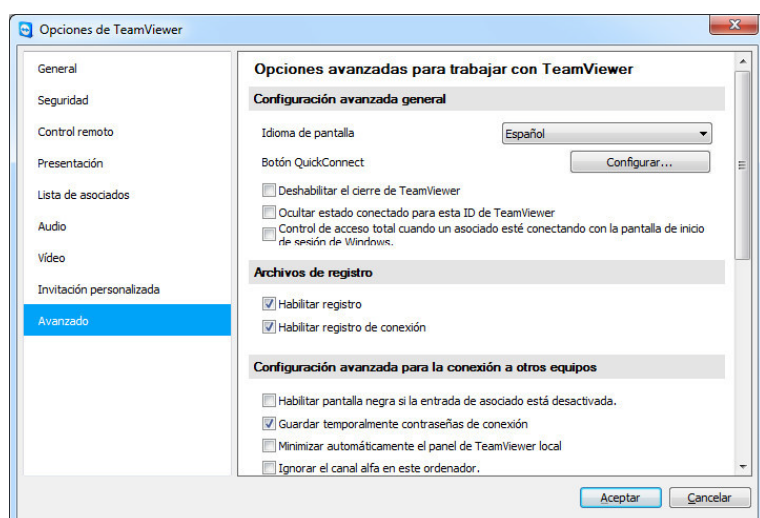 Opciones de TeamViewer
General
Seguridad
Control remoto
Presentación
Lista de asociados
Audio
Vídeo
Invitación personalizada
Avanzado
Opciones avanzadas para trabajar con TeamViewer
Configuración avanzada general
Idioma de pantalla
Español
Botón QuickConnect
Configurar...
Deshabilitar el cierre de TeamViewer
Ocultar estado conectado para esta ID de TeamViewer
Control de acceso total cuando un asociado esté conectando con la pantalla de inicio
de sesión de Windows.
Archivos de registro
Habilitar registro
Habilitar registro de conexión
Configuración avanzada para la conexión a otros equipos
Habilitar pantalla negra si la entrada de asociado está desactivada.
Guardar temporalmente contraseñas de conexión
Minimizar automáticamente el panel de TeamViewer local
Ignorar el canal alfa en este ordenador.
Aceptar
Cancelar